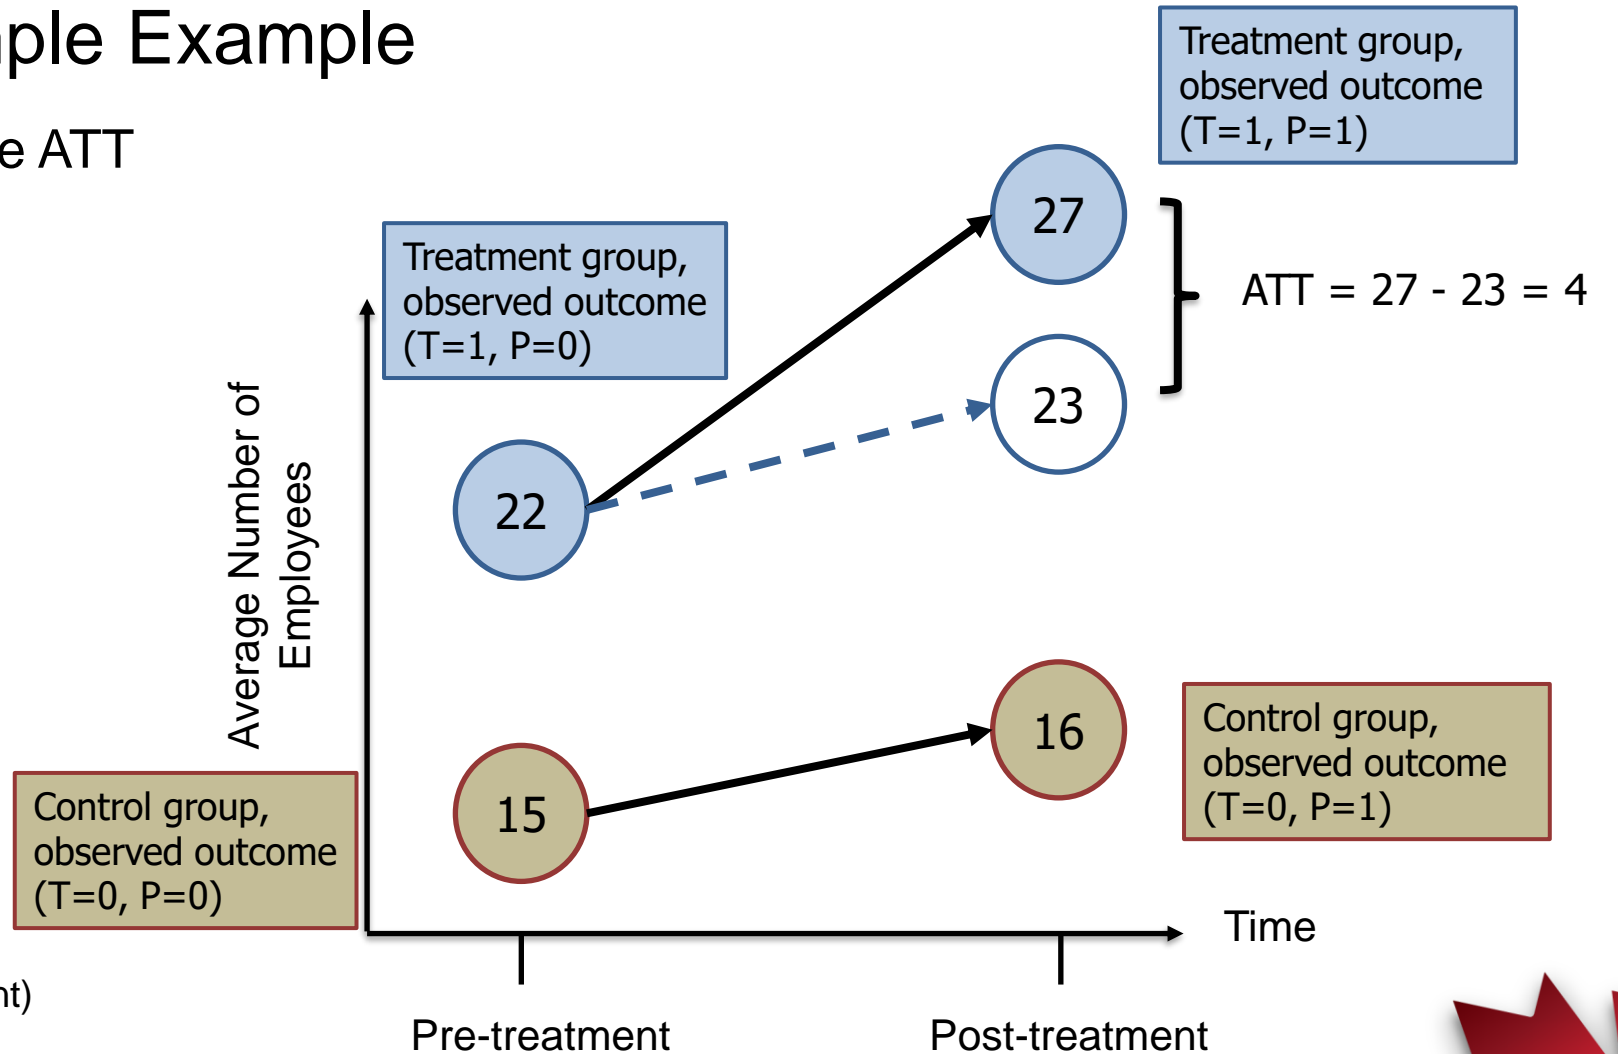 ple Example
e ATT
Treatment group,
observed outcome
(T=1, P=1)
Treatment group,
observed outcome
(T=1, P=0)
27
ATT = 27 - 23 = 4
23
22
Average Number of
Employees
16
15
Control group,
observed outcome
(T=0, P=1)
Control group,
observed outcome
(T=0, P=0)
Time
nt)
Pre-treatment
Post-treatment